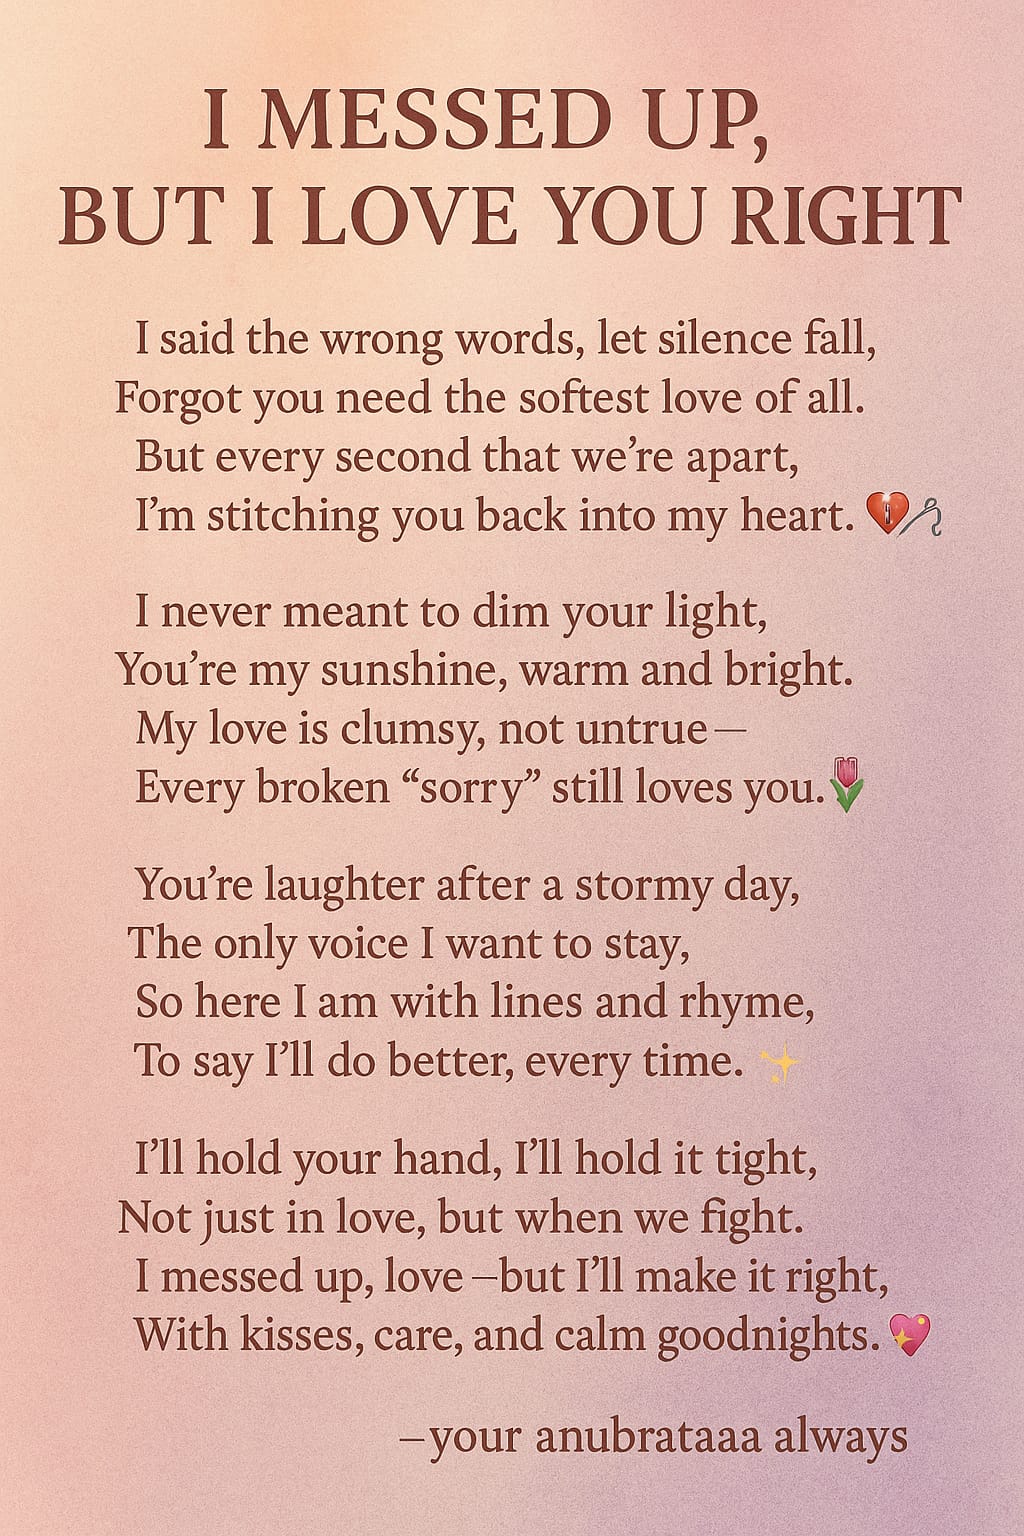 I MESSED UP,
BUT I LOVE YOU RIGHT
I said the wrong words, let silence fall,
Forgot you need the softest love of all.
But every second that we’re apart,
I’m stitching you back into my heart.
I never meant to dim your light,
You’re my sunshine, warm and bright.
My love is clumsy, not untrue—
Every broken “sorry” still loves you.
You’re laughter after a stormy day,
The only voice I want to stay,
So here I am with lines and rhyme,
To say I’ll do better, every time.
I’ll hold your hand, I’ll hold it tight,
Not just in love, but when we fight.
I messed up, love—but I’ll make it right,
With kisses, care, and calm goodnights.
—your anubrataaa always